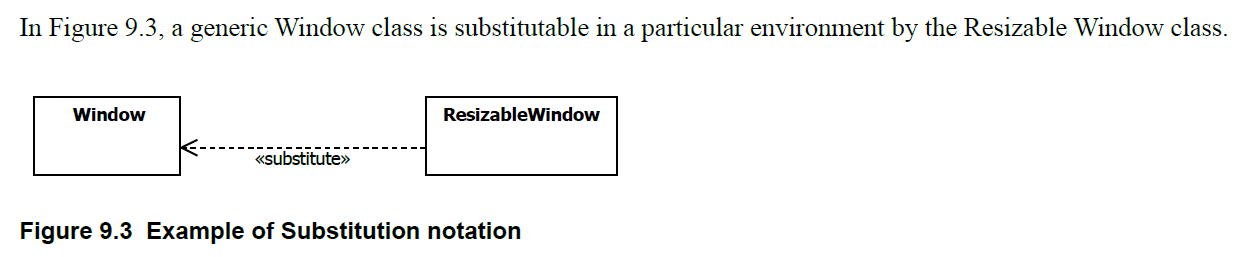 In Figure 9.3, a generic Window class is substitutable in a particular environment by the Resizable Window class.
Window
ResizableWindow
«substitute»
Figure 9.3 Example of Substitution notation